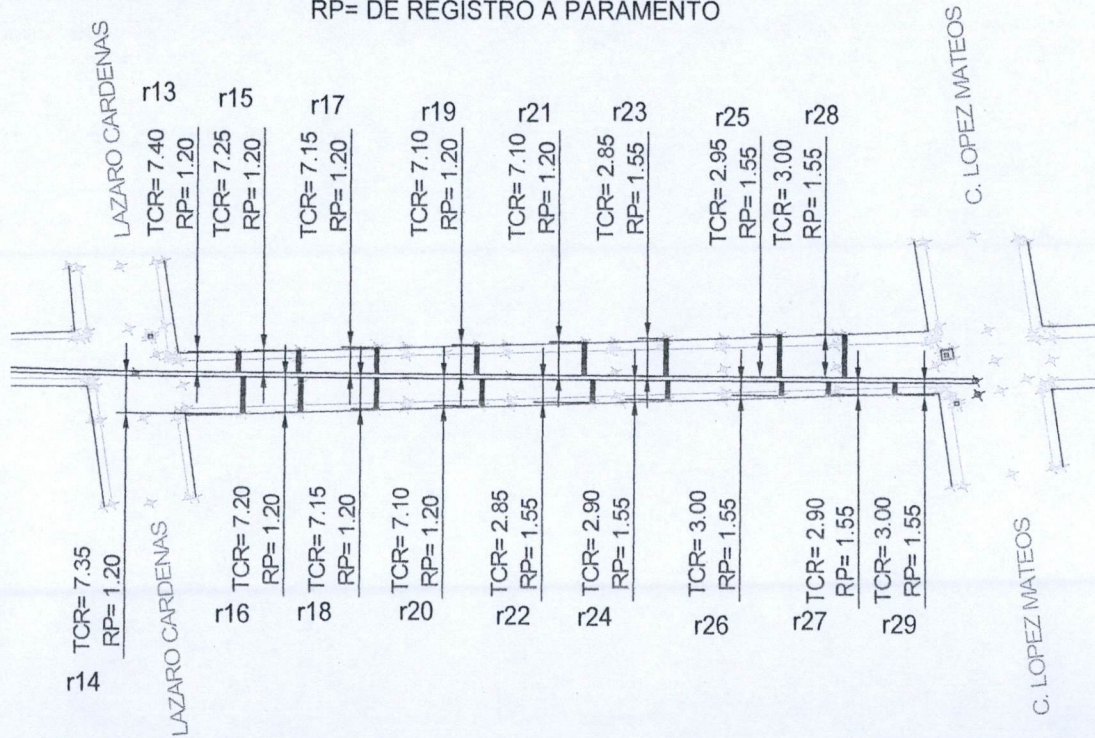 RP= DE REGISTRO A PARAMENTO
LAZARO CARDENAS
r13
TCR= 7.40
RP= 1.20
r15
TCR= 7.25
RP= 1.20
r17
TCR= 7.15
RP= 1.20
r19
TCR= 7.10
RP= 1.20
r21
TCR= 7.10
RP= 1.20
r23
TCR= 2.85
RP= 1.55
r25
TCR= 2.95
RP= 1.55
r28
TCR= 3.00
RP= 1.55
C. LOPEZ MATEOS
TCR= 7.35
RP= 1.20
r14
LAZARO CARDENAS
TCR= 7.20
RP= 1.20
r16
TCR= 7.15
RP= 1.20
r18
TCR= 7.10
RP= 1.20
r20
TCR= 2.85
RP= 1.55
r22
TCR= 2.90
RP= 1.55
r24
TCR= 3.00
RP= 1.55
r26
TCR= 2.90
RP= 1.55
r27
TCR= 3.00
RP= 1.55
r29
C. LOPEZ MATEOS